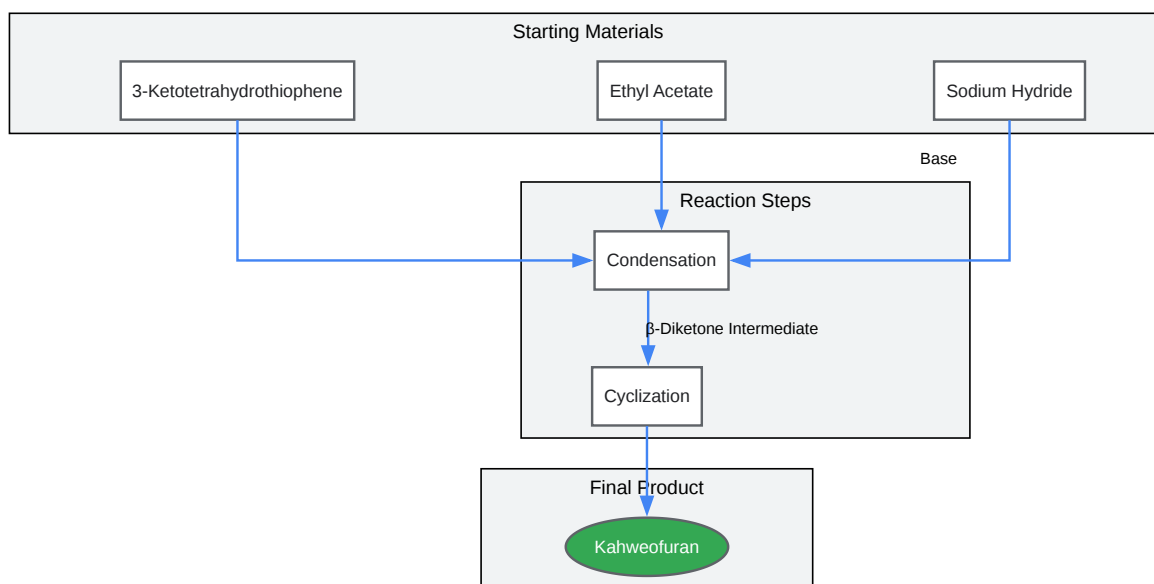 Starting Materials
3-Ketotetrahydrothiophene
Ethyl Acetate
Sodium Hydride
Base
Reaction Steps
Condensation
β-Diketone Intermediate
Cyclization
Final Product
Kahweofuran